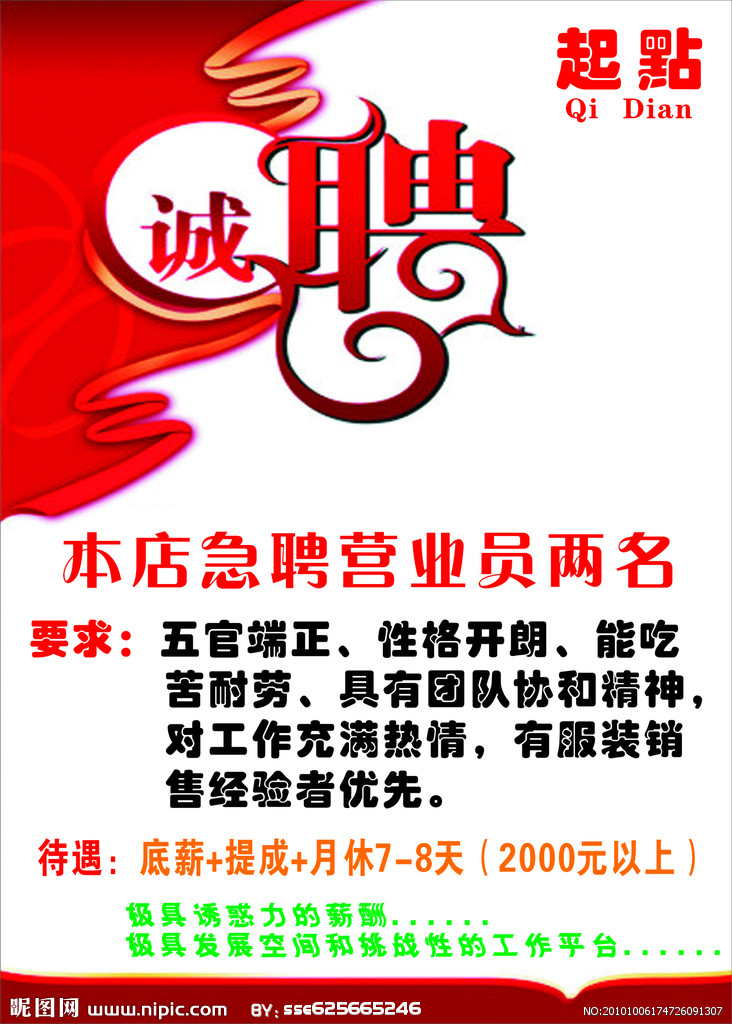 起點
Qi Dian
诚聘
本店急聘营业员两名
要求：五官端正、性格开朗、能吃
苦耐劳、具有团队协和精神，
对工作充满热情，有服装销
售经验者优先。
待遇：底薪+提成+月休7-8天（2000元以上）
极具诱惑力的薪酬......
极具发展空间和挑战性的工作平台......
昵图网 www.nipic.com BY：sse625665246 NO:20101006174726091307